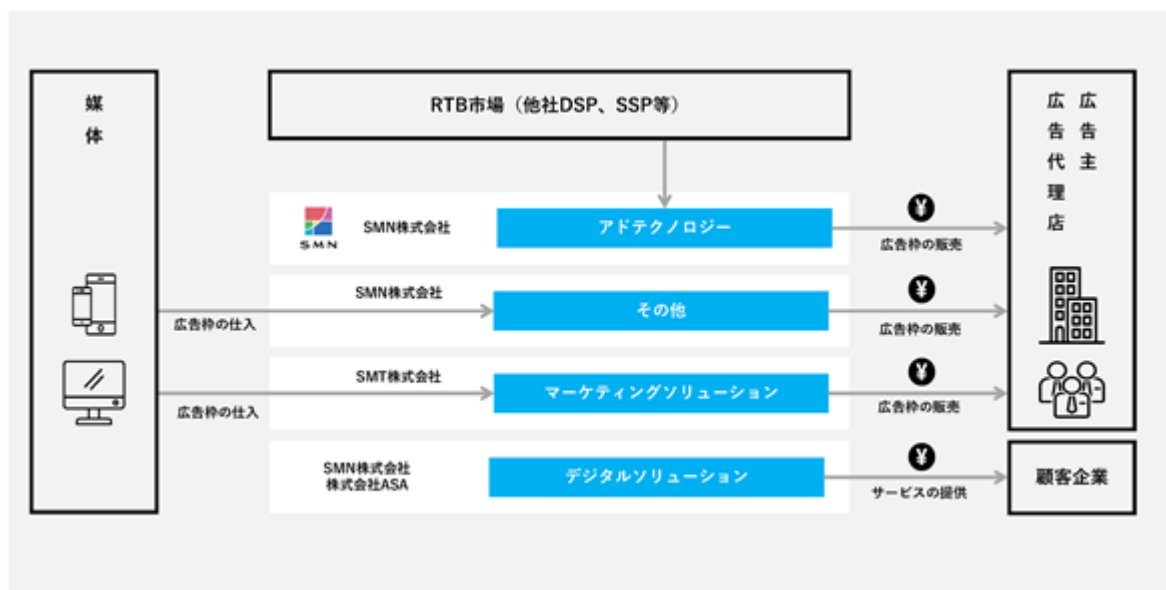 媒体
RTB市場（他社DSP、SSP等）
広告主
広告代理店
SMN
SMN株式会社
アドテクノロジー
¥
広告枠の販売
広告枠の仕入
SMN株式会社
その他
¥
広告枠の販売
広告枠の仕入
SMT株式会社
マーケティングソリューション
¥
広告枠の販売
SMN株式会社
株式会社ASA
デジタルソリューション
¥
サービスの提供
顧客企業